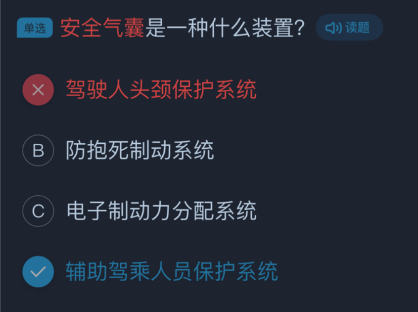 单选 安全气囊是一种什么装置? 读题
驾驶人头颈保护系统
B 防抱死制动系统
C 电子制动力分配系统
辅助驾乘人员保护系统